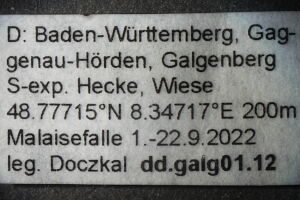 D: Baden-Württemberg, Gag-
genau-Hörden, Galgenberg
S-exp. Hecke, Wiese
48.77715°N 8.34717°E 200m
Malaisefalle 1.-22.9.2022
leg. Doczkal dd.galg01.12